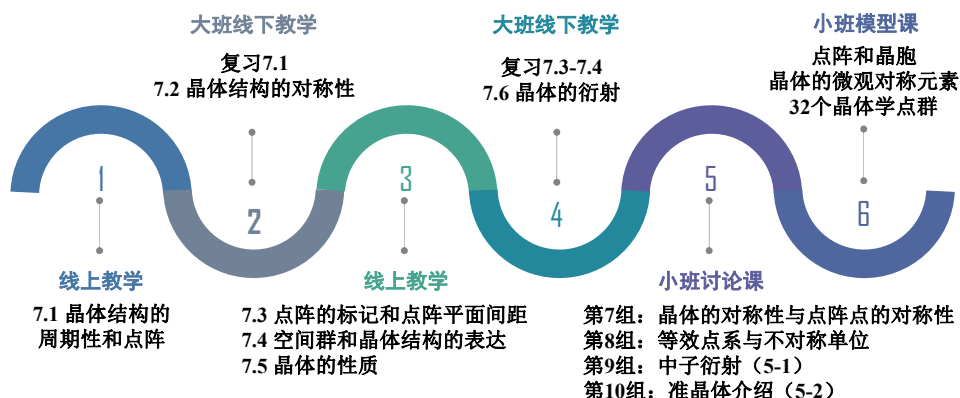 大班线下教学
复习7.1
7.2 晶体结构的对称性
大班线下教学
复习7.3-7.4
7.6 晶体的衍射
小班模型课
点阵和晶胞
晶体的微观对称元素
32个晶体学点群
1
2
3
4
5
6
线上教学
7.1 晶体结构的
周期性和点阵
线上教学
7.3 点阵的标记和点阵平面间距
7.4 空间群和晶体结构的表达
7.5 晶体的性质
小班讨论课
第7组：晶体的对称性与点阵点的对称性
第8组：等效点系与不对称单位
第9组：中子衍射（5-1）
第10组：准晶体介绍（5-2）